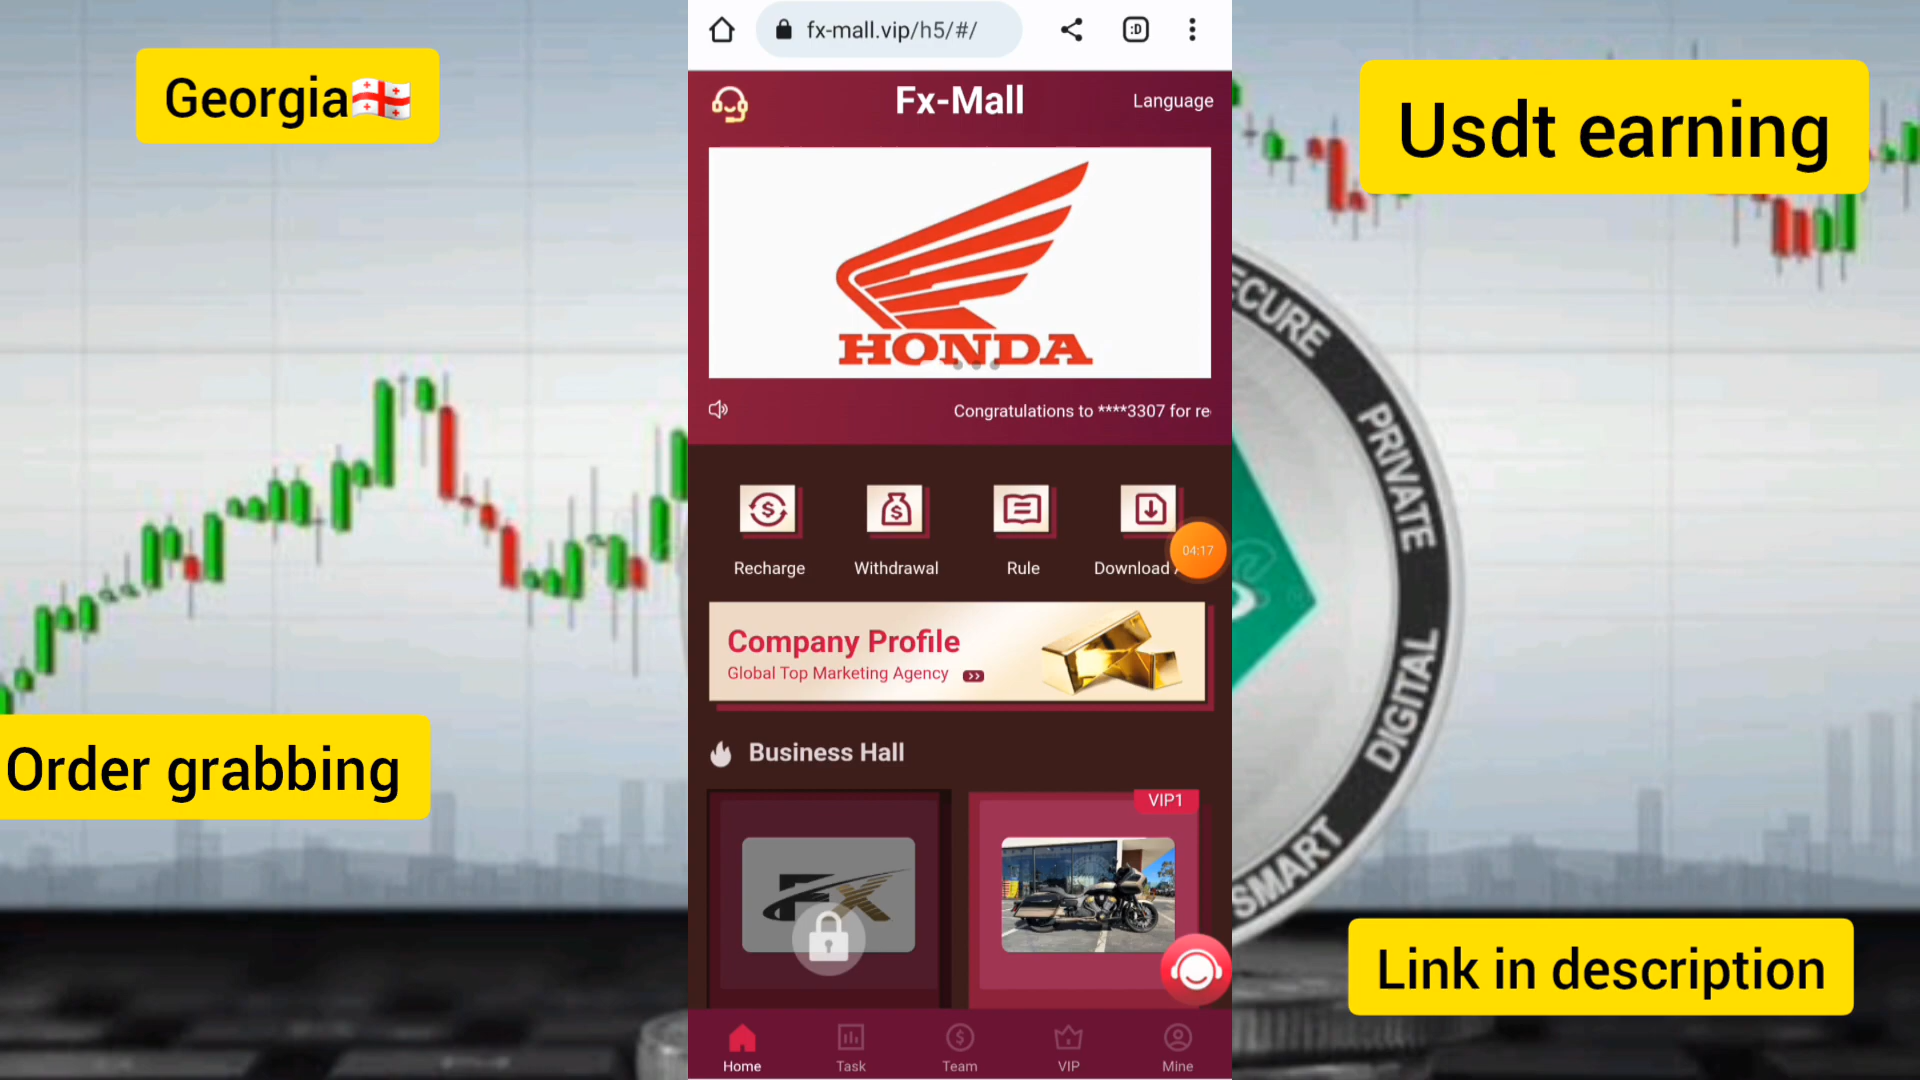 Georgia🇬🇪
Usdt earning
Order grabbing
Link in description
fx-mall.vip/h5/#/
:D
Fx-Mall
Language
HONDA
Congratulations to ****3307 for re
Recharge
Withdrawal
Rule
Download
04:17
Company Profile
Global Top Marketing Agency
Business Hall
FX
VIP1
Home
Task
Team
VIP
Mine
SECURE
PRIVATE
DIGITAL
SMART